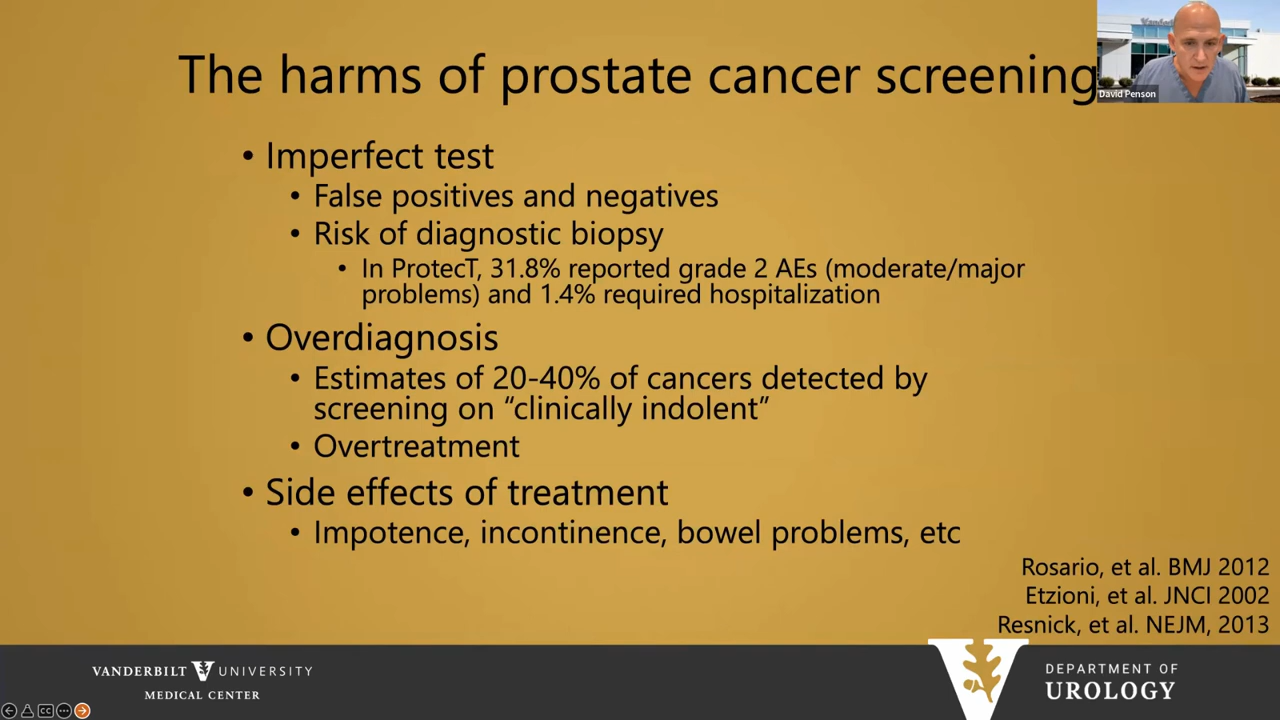 The harms of prostate cancer screening
David Penson
• Imperfect test
• False positives and negatives
• Risk of diagnostic biopsy
• In ProtecT, 31.8% reported grade 2 AEs (moderate/major
problems) and 1.4% required hospitalization
• Overdiagnosis
• Estimates of 20-40% of cancers detected by
screening on “clinically indolent”
• Overtreatment
• Side effects of treatment
• Impotence, incontinence, bowel problems, etc
Rosario, et al. BMJ 2012
Etzioni, et al. JNCI 2002
Resnick, et al. NEJM, 2013
VANDERBILT V UNIVERSITY
MEDICAL CENTER
V
DEPARTMENT OF
UROLOGY
CC